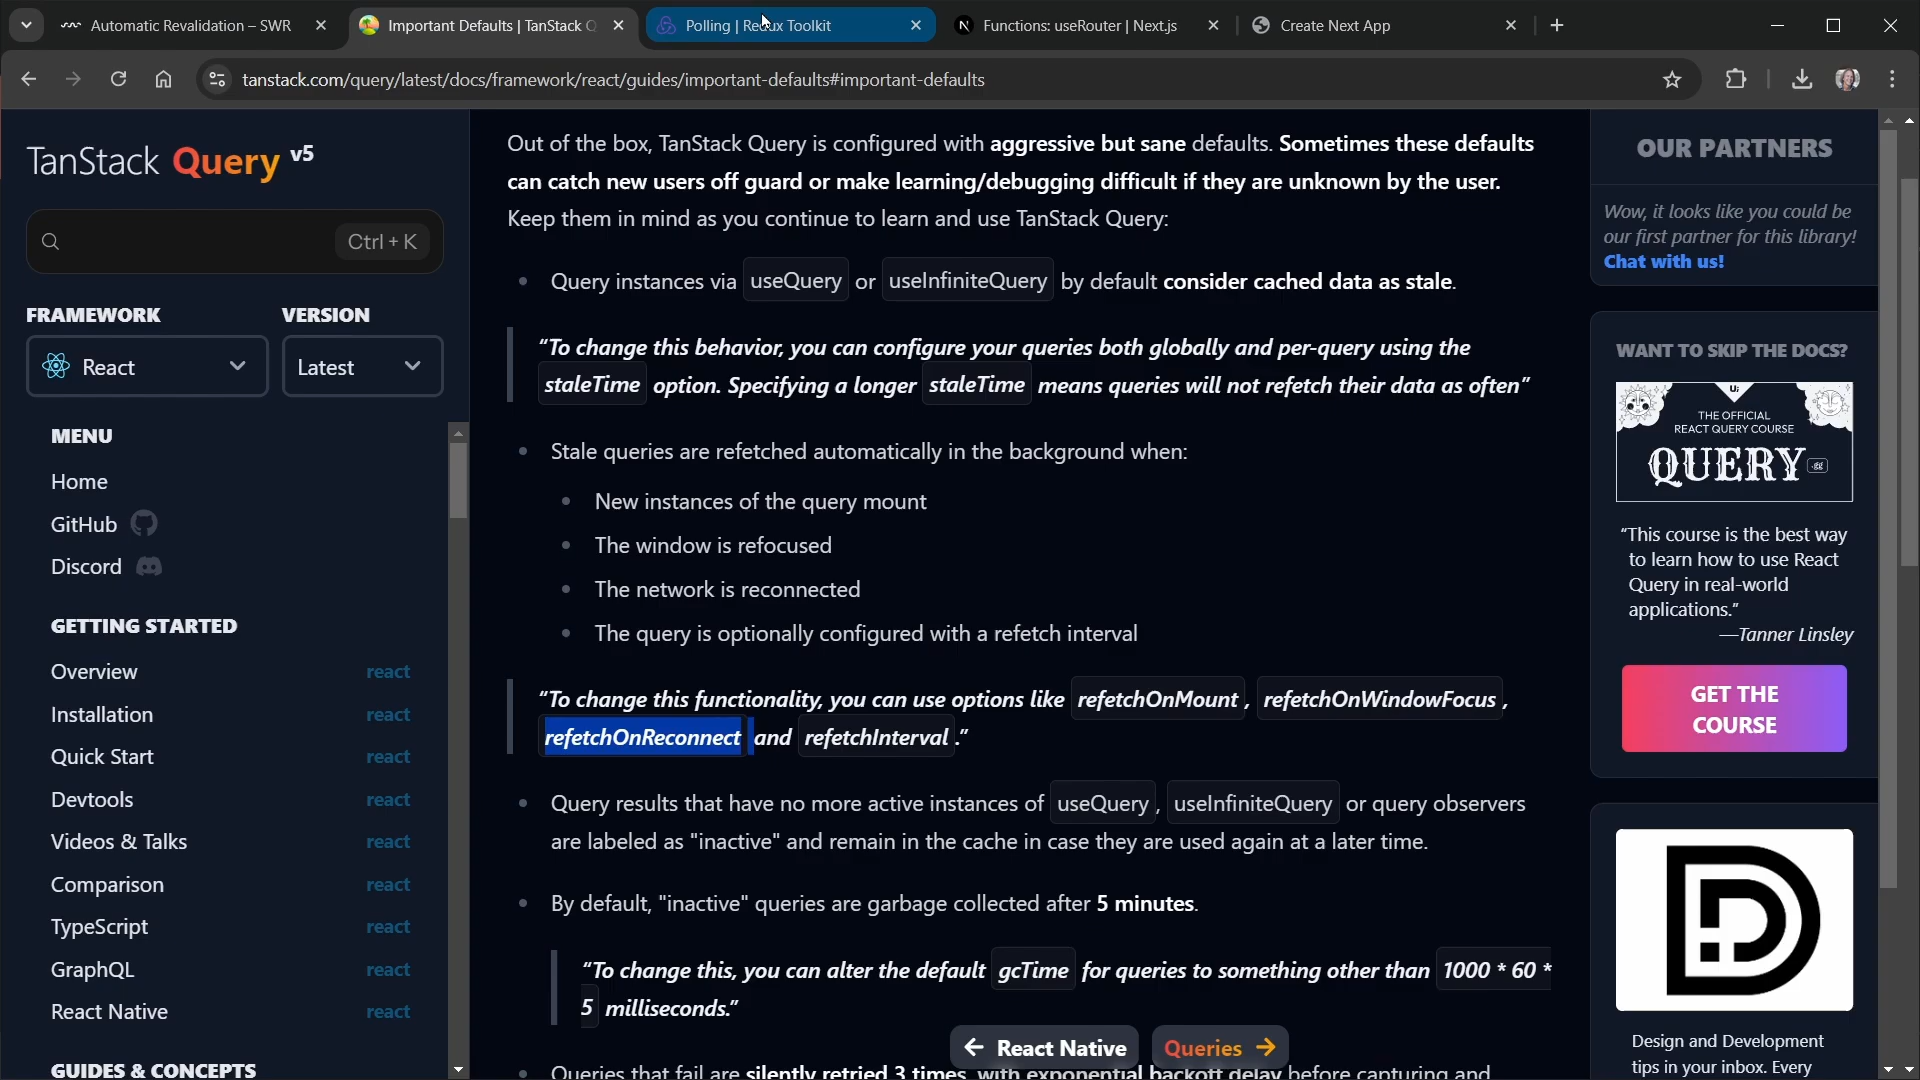 Automatic Revalidation – SWR
Important Defaults | TanStack Q
Polling | Redux Toolkit
N Functions: useRouter | Next.js
Create Next App
tanstack.com/query/latest/docs/framework/react/guides/important-defaults#important-defaults
TanStack Query v5
Ctrl + K
FRAMEWORK VERSION
React Latest
MENU
Home
GitHub
Discord
GETTING STARTED
Overview react
Installation react
Quick Start react
Devtools react
Videos & Talks react
Comparison react
TypeScript react
GraphQL react
React Native react
GUIDES & CONCEPTS
Out of the box, TanStack Query is configured with aggressive but sane defaults. Sometimes these defaults
can catch new users off guard or make learning/debugging difficult if they are unknown by the user.
Keep them in mind as you continue to learn and use TanStack Query:
• Query instances via useQuery or useInfiniteQuery by default consider cached data as stale.
“To change this behavior, you can configure your queries both globally and per-query using the
staleTime option. Specifying a longer staleTime means queries will not refetch their data as often”
• Stale queries are refetched automatically in the background when:
• New instances of the query mount
• The window is refocused
• The network is reconnected
• The query is optionally configured with a refetch interval
“To change this functionality, you can use options like refetchOnMount, refetchOnWindowFocus,
refetchOnReconnect and refetchInterval.”
• Query results that have no more active instances of useQuery, useInfiniteQuery or query observers
are labeled as "inactive" and remain in the cache in case they are used again at a later time.
• By default, "inactive" queries are garbage collected after 5 minutes.
“To change this, you can alter the default gcTime for queries to something other than 1000 * 60 *
5 milliseconds.”
← React Native Queries →
• Queries that fail are silently retried 3 times, with exponential backoff delay before capturing and
OUR PARTNERS
Wow, it looks like you could be
our first partner for this library!
Chat with us!
WANT TO SKIP THE DOCS?
Ui
THE OFFICIAL
REACT QUERY COURSE
QUERY.GG
“This course is the best way
to learn how to use React
Query in real-world
applications.”
—Tanner Linsley
GET THE
COURSE
Design and Development
tips in your inbox. Every